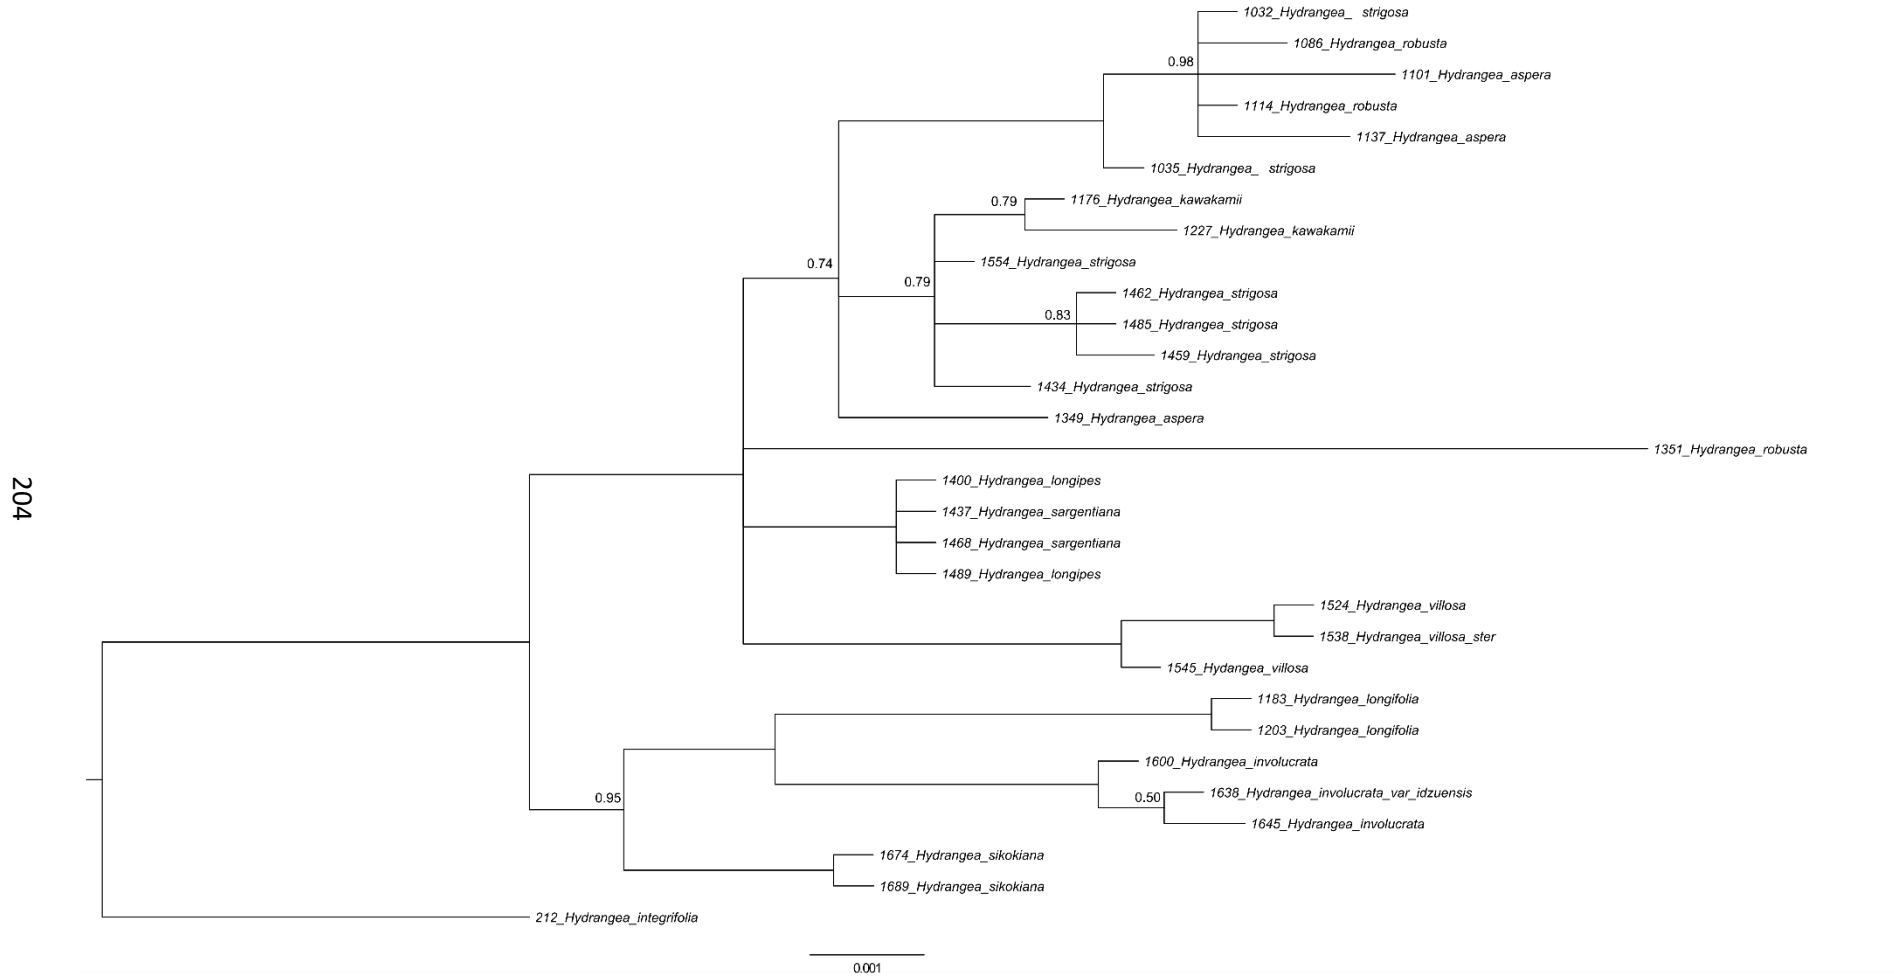 1032_Hydrangea_ strigosa
1086_Hydrangea_robusta
0.98
1101_Hydrangea_aspera
1114_Hydrangea_robusta
1137_Hydrangea_aspera
1035_Hydrangea_ strigosa
0.79
1176_Hydrangea_kawakamii
1227_Hydrangea_kawakamii
0.74
1554_Hydrangea_strigosa
0.79
1462_Hydrangea_strigosa
0.83
1485_Hydrangea_strigosa
1459_Hydrangea_strigosa
1434_Hydrangea_strigosa
1349_Hydrangea_aspera
1351_Hydrangea_robusta
1400_Hydrangea_longipes
204
1437_Hydrangea_sargentiana
1468_Hydrangea_sargentiana
1489_Hydrangea_longipes
1524_Hydrangea_villosa
1538_Hydrangea_villosa_ster
1545_Hydangea_villosa
1183_Hydrangea_longifolia
1203_Hydrangea_longifolia
1600_Hydrangea_involucrata
0.95
0.50
1638_Hydrangea_involucrata_var_idzuensis
1645_Hydrangea_involucrata
1674_Hydrangea_sikokiana
1689_Hydrangea_sikokiana
212_Hydrangea_integrifolia
0.001